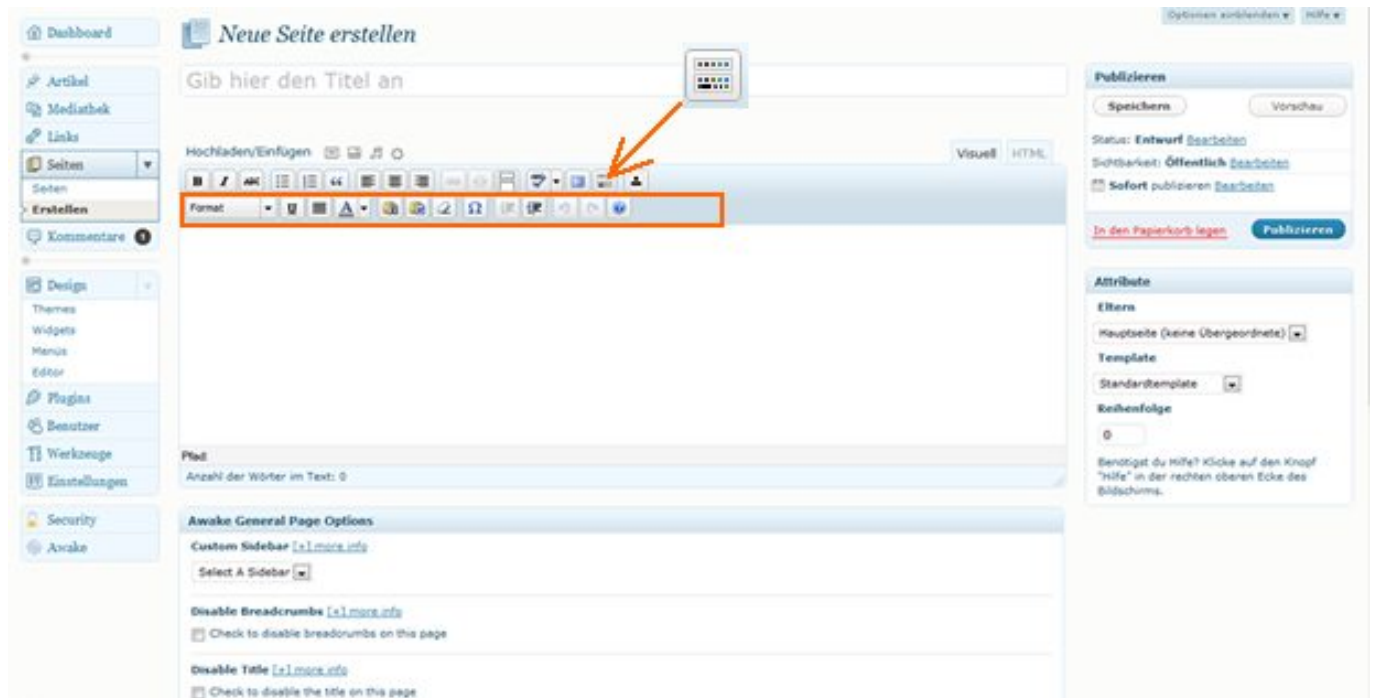 Optionen einblenden Hilfe
Dashboard
Neue Seite erstellen
Artikel
Gib hier den Titel an
Mediathek
Links
Seiten
Seiten
Erstellen
Kommentare 1
Design
Themes
Widgets
Menüs
Editor
Plugins
Benutzer
Werkzeuge
Einstellungen
Security
Awake
Hochladen/Einfügen
Visuell HTML
B I ABC
Format U A Ω
Pfad
Anzahl der Wörter im Text: 0
Awake General Page Options
Custom Sidebar [+] more info
Select A Sidebar
Disable Breadcrumbs [+] more info
Check to disable breadcrumbs on this page
Disable Title [+] more info
Check to disable the title on this page
Publizieren
Speichern Vorschau
Status: Entwurf Bearbeiten
Sichtbarkeit: Öffentlich Bearbeiten
Sofort publizieren Bearbeiten
In den Papierkorb legen Publizieren
Attribute
Eltern
Hauptseite (keine Übergeordnete)
Template
Standardtemplate
Reihenfolge
0
Benötigst du Hilfe? Klicke auf den Knopf
"Hilfe" in der rechten oberen Ecke des
Bildschirms.